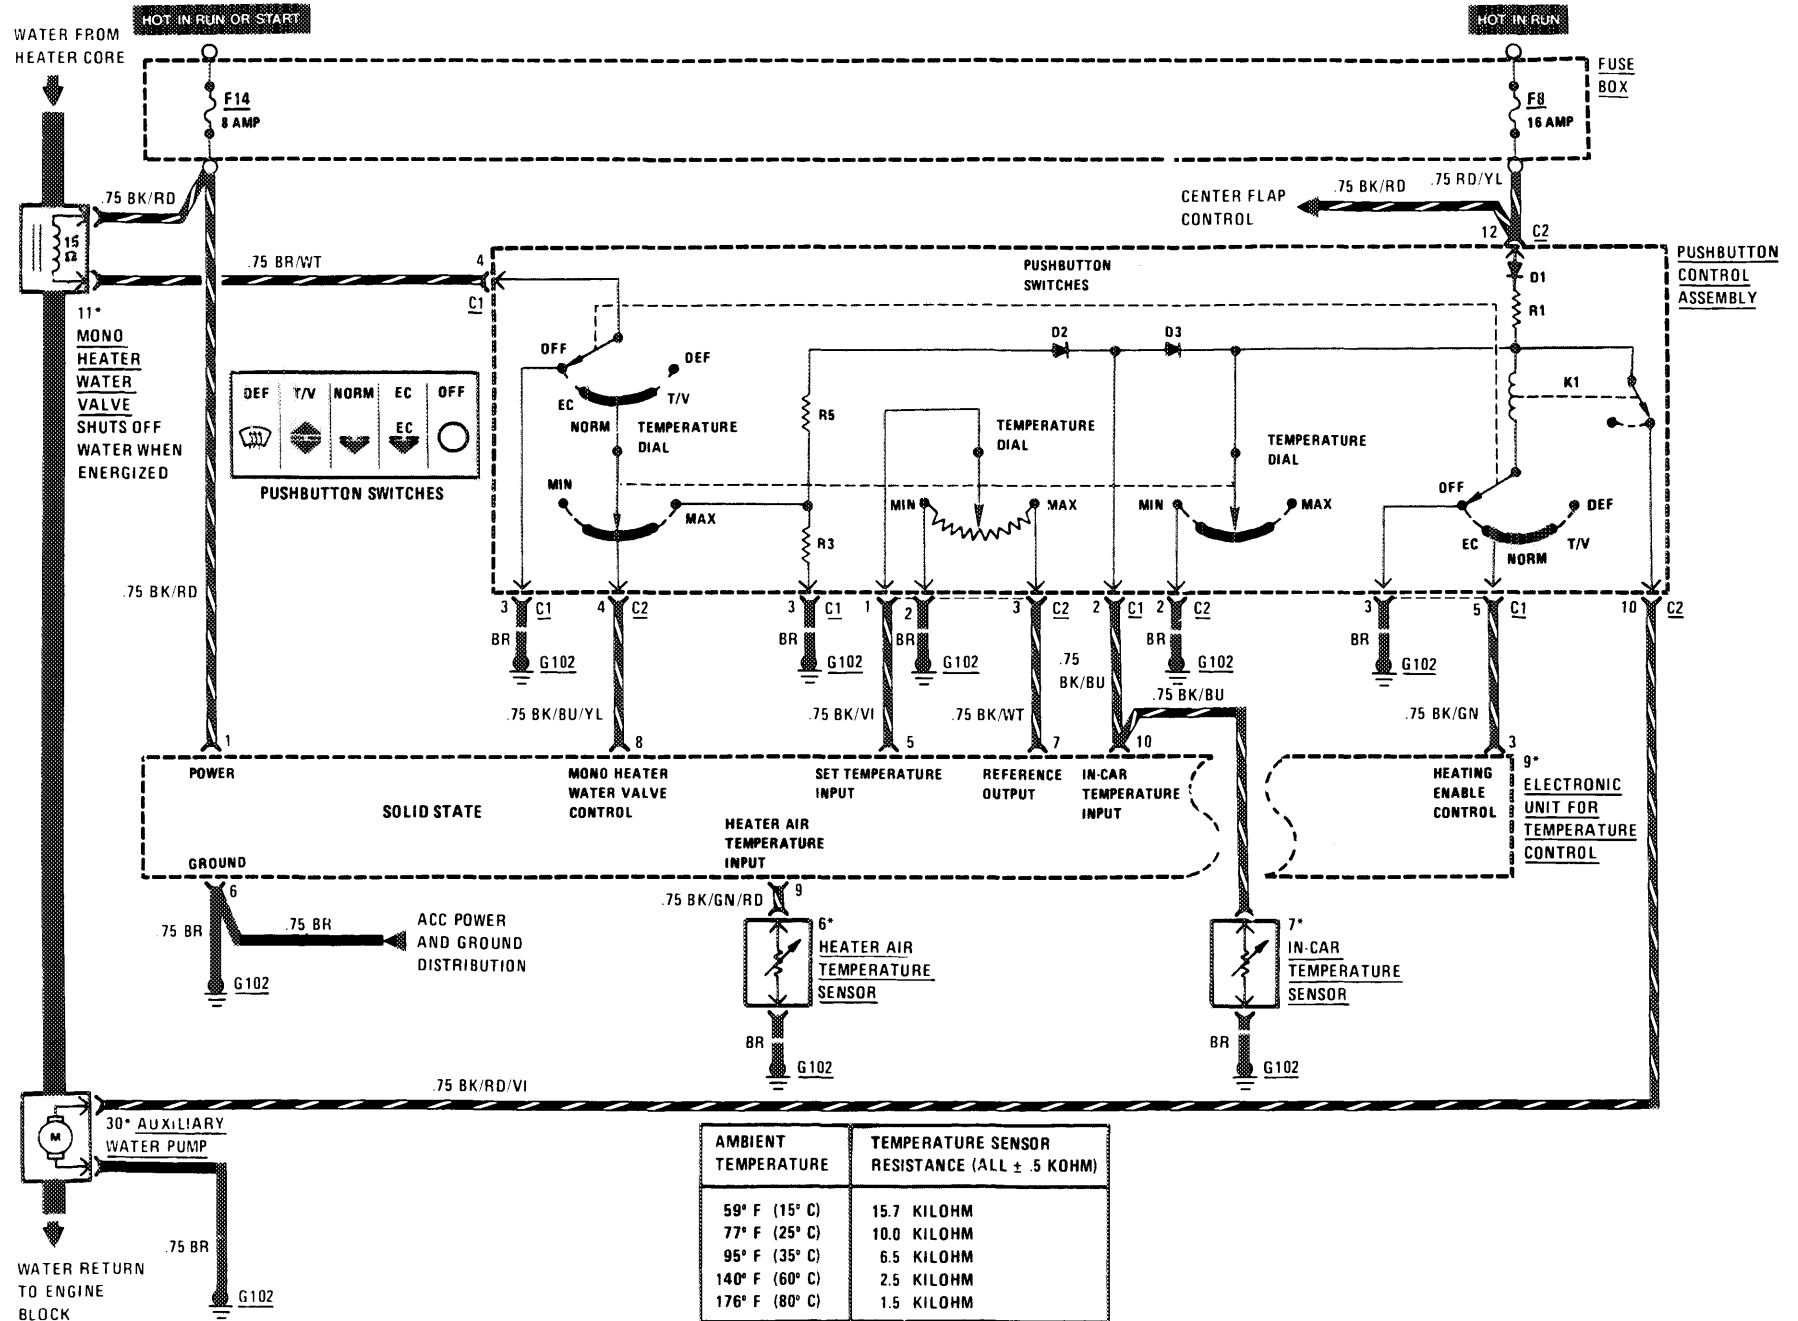 HOT IN RUN OR START
HOT IN RUN
WATER FROM
HEATER CORE
FUSE
BOX
F14
8 AMP
F8
16 AMP
.75 BK/RD
CENTER FLAP
CONTROL
.75 BK/RD
.75 RD/YL
12
C2
15
Ω
.75 BR/WT
4
C1
PUSHBUTTON
SWITCHES
D1
R1
PUSHBUTTON
CONTROL
ASSEMBLY
11*
MONO
HEATER
WATER
VALVE
SHUTS OFF
WATER WHEN
ENERGIZED
DEF
T/V
NORM
EC
OFF
EC
PUSHBUTTON SWITCHES
OFF
DEF
EC
T/V
NORM
TEMPERATURE
DIAL
MIN
MAX
D2
D3
R5
R3
TEMPERATURE
DIAL
MIN
MAX
TEMPERATURE
DIAL
MIN
MAX
K1
OFF
DEF
EC
T/V
NORM
.75 BK/RD
3
C1
4
C2
3
C1
1
2
3
C2
2
C1
2
C2
3
5
C1
10
C2
BR
G102
BR
G102
BR
G102
BR
G102
BR
G102
.75
BK/BU
.75 BK/BU
.75 BK/BU/YL
.75 BK/VI
.75 BK/WT
.75 BK/GN
1
8
5
7
10
3
POWER
MONO HEATER
WATER VALVE
CONTROL
SET TEMPERATURE
INPUT
REFERENCE
OUTPUT
IN-CAR
TEMPERATURE
INPUT
HEATING
ENABLE
CONTROL
9*
ELECTRONIC
UNIT FOR
TEMPERATURE
CONTROL
SOLID STATE
HEATER AIR
TEMPERATURE
INPUT
GROUND
6
.75 BR
.75 BR
ACC POWER
AND GROUND
DISTRIBUTION
G102
.75 BK/GN/RD
9
6*
HEATER AIR
TEMPERATURE
SENSOR
BR
G102
7*
IN-CAR
TEMPERATURE
SENSOR
BR
G102
.75 BK/RD/VI
M
30* AUXILIARY
WATER PUMP
.75 BR
G102
WATER RETURN
TO ENGINE
BLOCK
AMBIENT
TEMPERATURE
TEMPERATURE SENSOR
RESISTANCE (ALL ± .5 KOHM)
59° F (15° C) 15.7 KILOHM
77° F (25° C) 10.0 KILOHM
95° F (35° C) 6.5 KILOHM
140° F (60° C) 2.5 KILOHM
176° F (80° C) 1.5 KILOHM